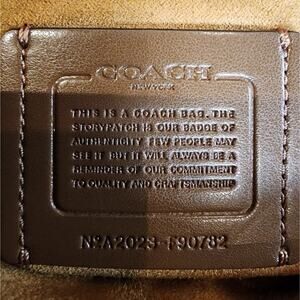 COACH
NEW YORK
THIS IS A COACH BAG. THE
STORYPATCH IS OUR BADGE OF
AUTHENTICITY FEW PEOPLE MAY
SEE IT BUT IT WILL ALWAYS BE A
REMINDER OF OUR COMMITMENT
TO QUALITY AND CRAFTSMANSHIP
NºA2023-F90782